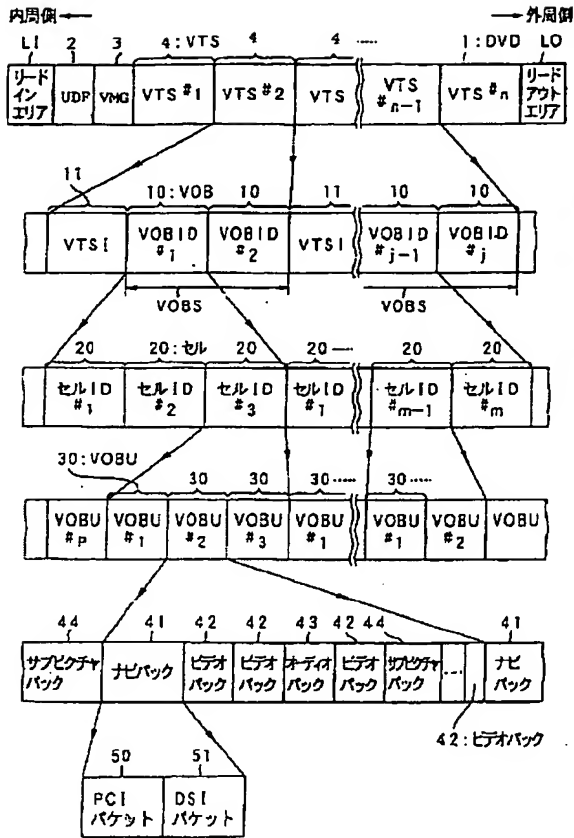 内周側 ← → 外周側
LI 2 3 4:VTS 4 4 ····· 1:DVD LO
リードインエリア UDF VMG VTS #1 VTS #2 VTS VTS #n-1 VTS #n リードアウトエリア
11 10:VOB 10 11 10 10
VTSI VOBID #1 VOBID #2 VTSI VOBID #j-1 VOBID #j
VOBS VOBS
20 20:セル 20 20 ····· 20 20
セルID #1 セルID #2 セルID #3 セルID #1 セルID #m-1 セルID #m
30:VOBU 30 30 30 ····· 30 ·····
VOBU #P VOBU #1 VOBU #2 VOBU #3 VOBU #1 VOBU #1 VOBU #2 VOBU
44 41 42 42 43 42 44 41
サブピクチャパック ナビパック ビデオパック ビデオパック オーディオパック ビデオパック サブピクチャパック ····· ナビパック
42:ビデオパック
50 51
PCIパケット DSIパケット